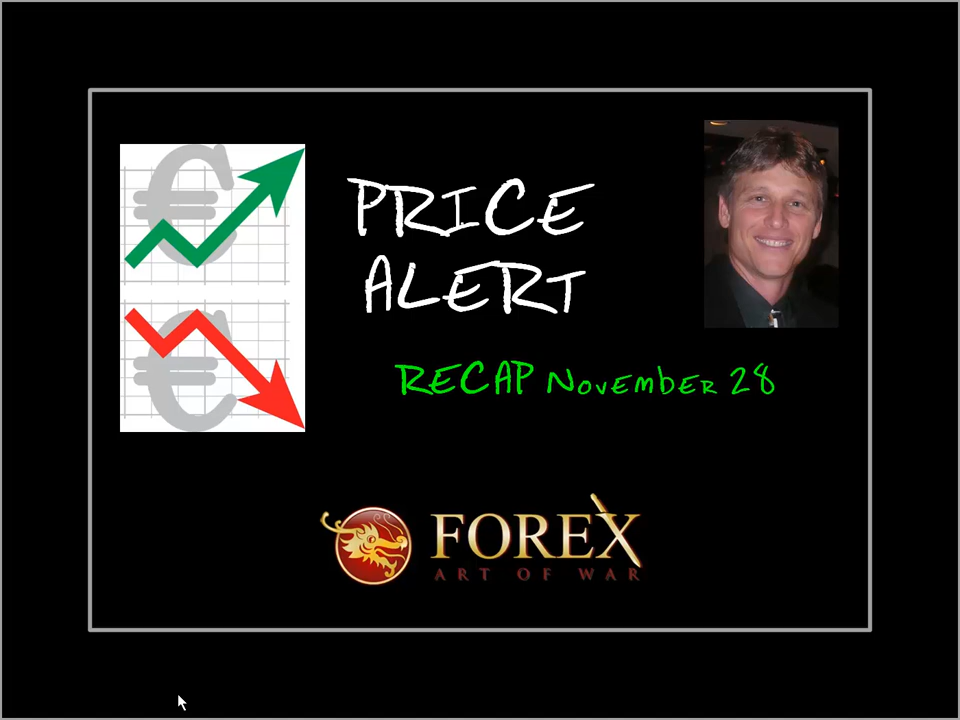 PRICE
ALERT
RECAP November 28
FOREX
ART OF WAR